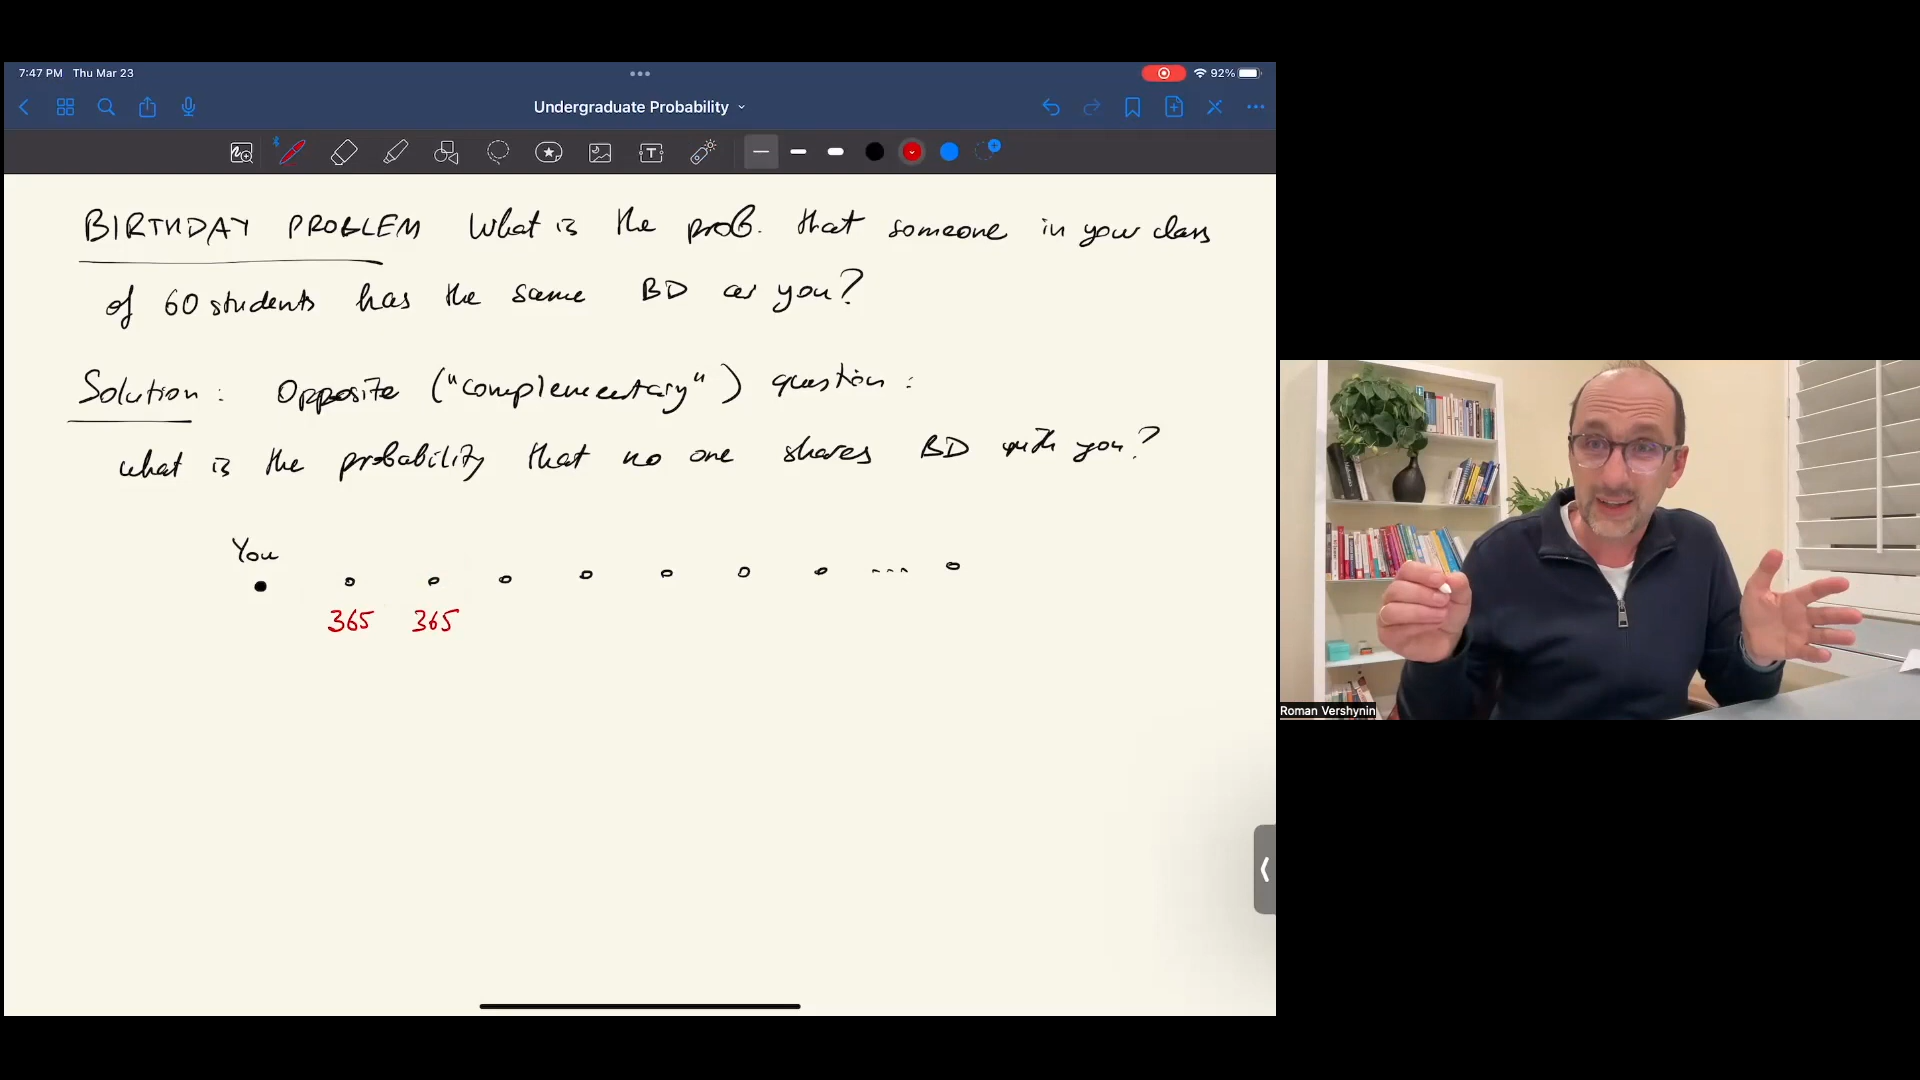 7:47 PM Thu Mar 23
92%
Undergraduate Probability
BIRTHDAY PROBLEM What is the prob. that someone in your class
of 60 students has the same BD as you?
Solution: Opposite ("complementary") question:
what is the probability that no one shares BD with you?
You
...
365 365
Roman Vershynin